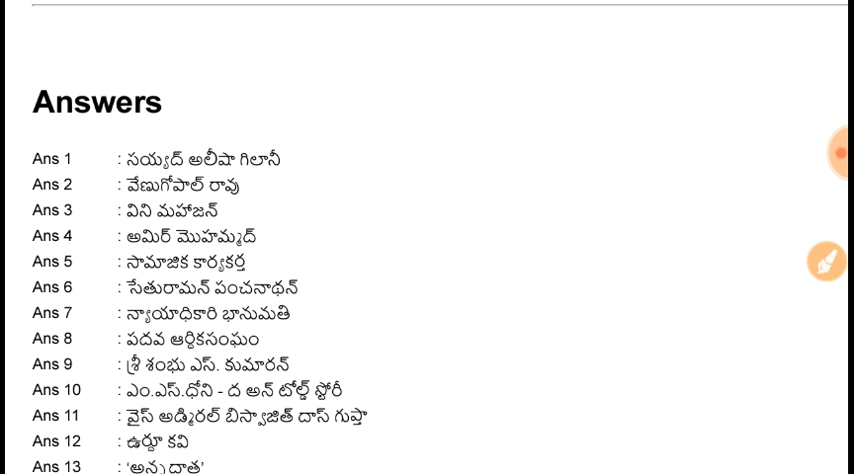 Answers
Ans 1 : సయ్యద్ అలీషా గిలానీ
Ans 2 : వేణుగోపాల్ రావు
Ans 3 : విని మహాజన్
Ans 4 : అమిర్ మొహమ్మద్
Ans 5 : సామాజిక కార్యకర్త
Ans 6 : సేతురామన్ పంచనాథన్
Ans 7 : న్యాయాధికారి భానుమతి
Ans 8 : పదవ ఆర్థికసంఘం
Ans 9 : శ్రీ శంభు ఎస్. కుమారన్
Ans 10 : ఎం.ఎస్.ధోని - ద అన్ టోల్డ్ స్టోరీ
Ans 11 : వైస్ అడ్మిరల్ బిస్వాజిత్ దాస్ గుప్తా
Ans 12 : ఉర్దూ కవి
Ans 13 : ‘అన్నదాత’